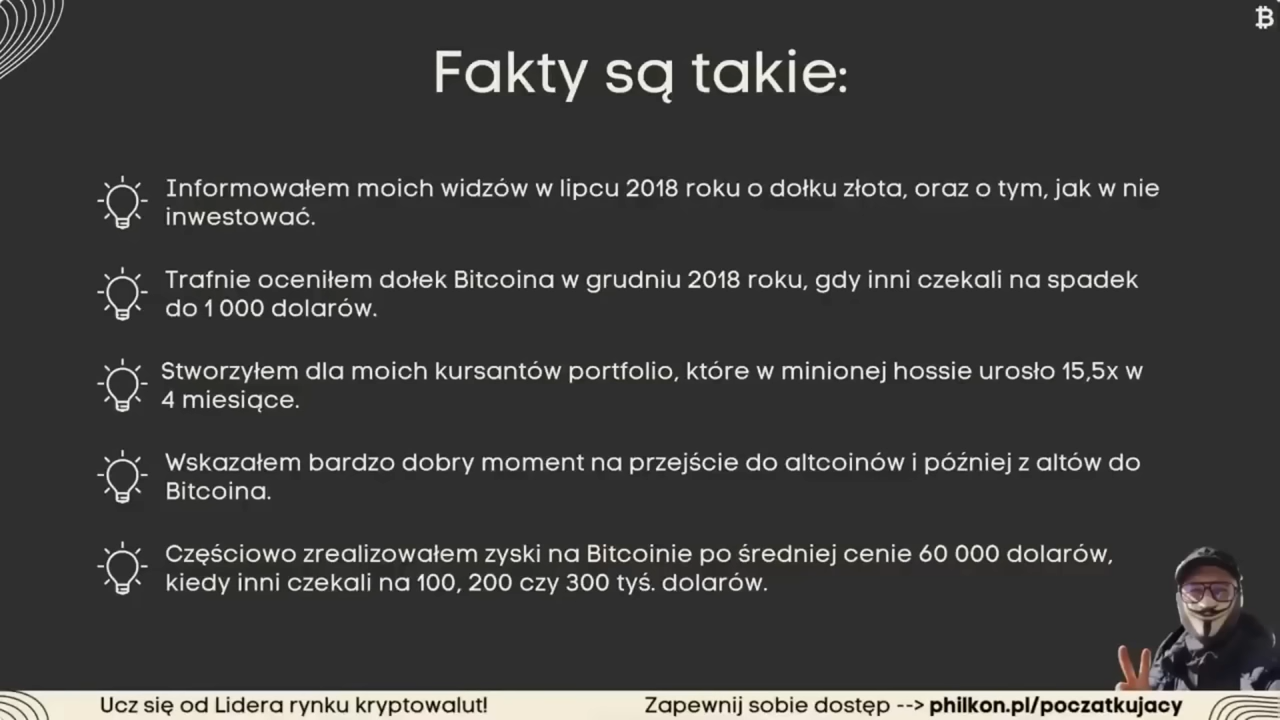 Fakty są takie:
Informowałem moich widzów w lipcu 2018 roku o dołku złota, oraz o tym, jak w nie
inwestować.
Trafnie oceniłem dołek Bitcoina w grudniu 2018 roku, gdy inni czekali na spadek
do 1 000 dolarów.
Stworzyłem dla moich kursantów portfolio, które w minionej hossie urosło 15,5x w
4 miesiące.
Wskazałem bardzo dobry moment na przejście do altcoinów i później z altów do
Bitcoina.
Częściowo zrealizowałem zyski na Bitcoinie po średniej cenie 60 000 dolarów,
kiedy inni czekali na 100, 200 czy 300 tyś. dolarów.
Ucz się od Lidera rynku kryptowalut!
Zapewnij sobie dostęp --> philkon.pl/poczatkujacy